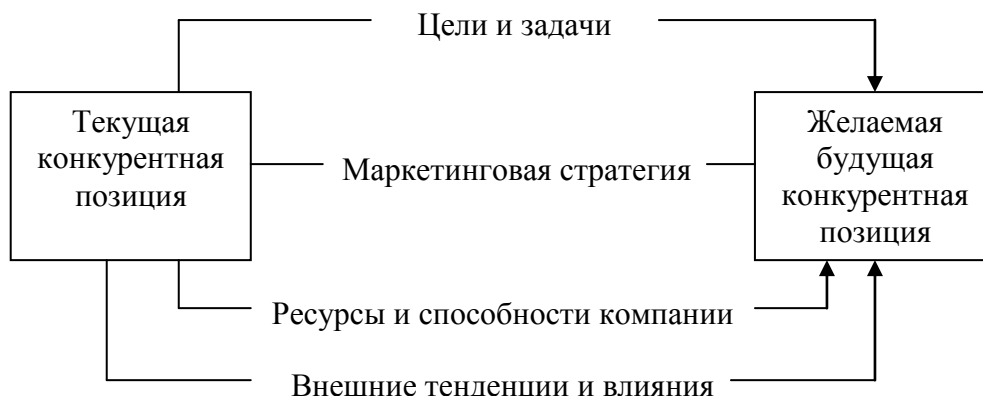 Цели и задачи
Текущая
конкурентная
позиция
Маркетинговая стратегия
Желаемая
будущая
конкурентная
позиция
Ресурсы и способности компании
Внешние тенденции и влияния